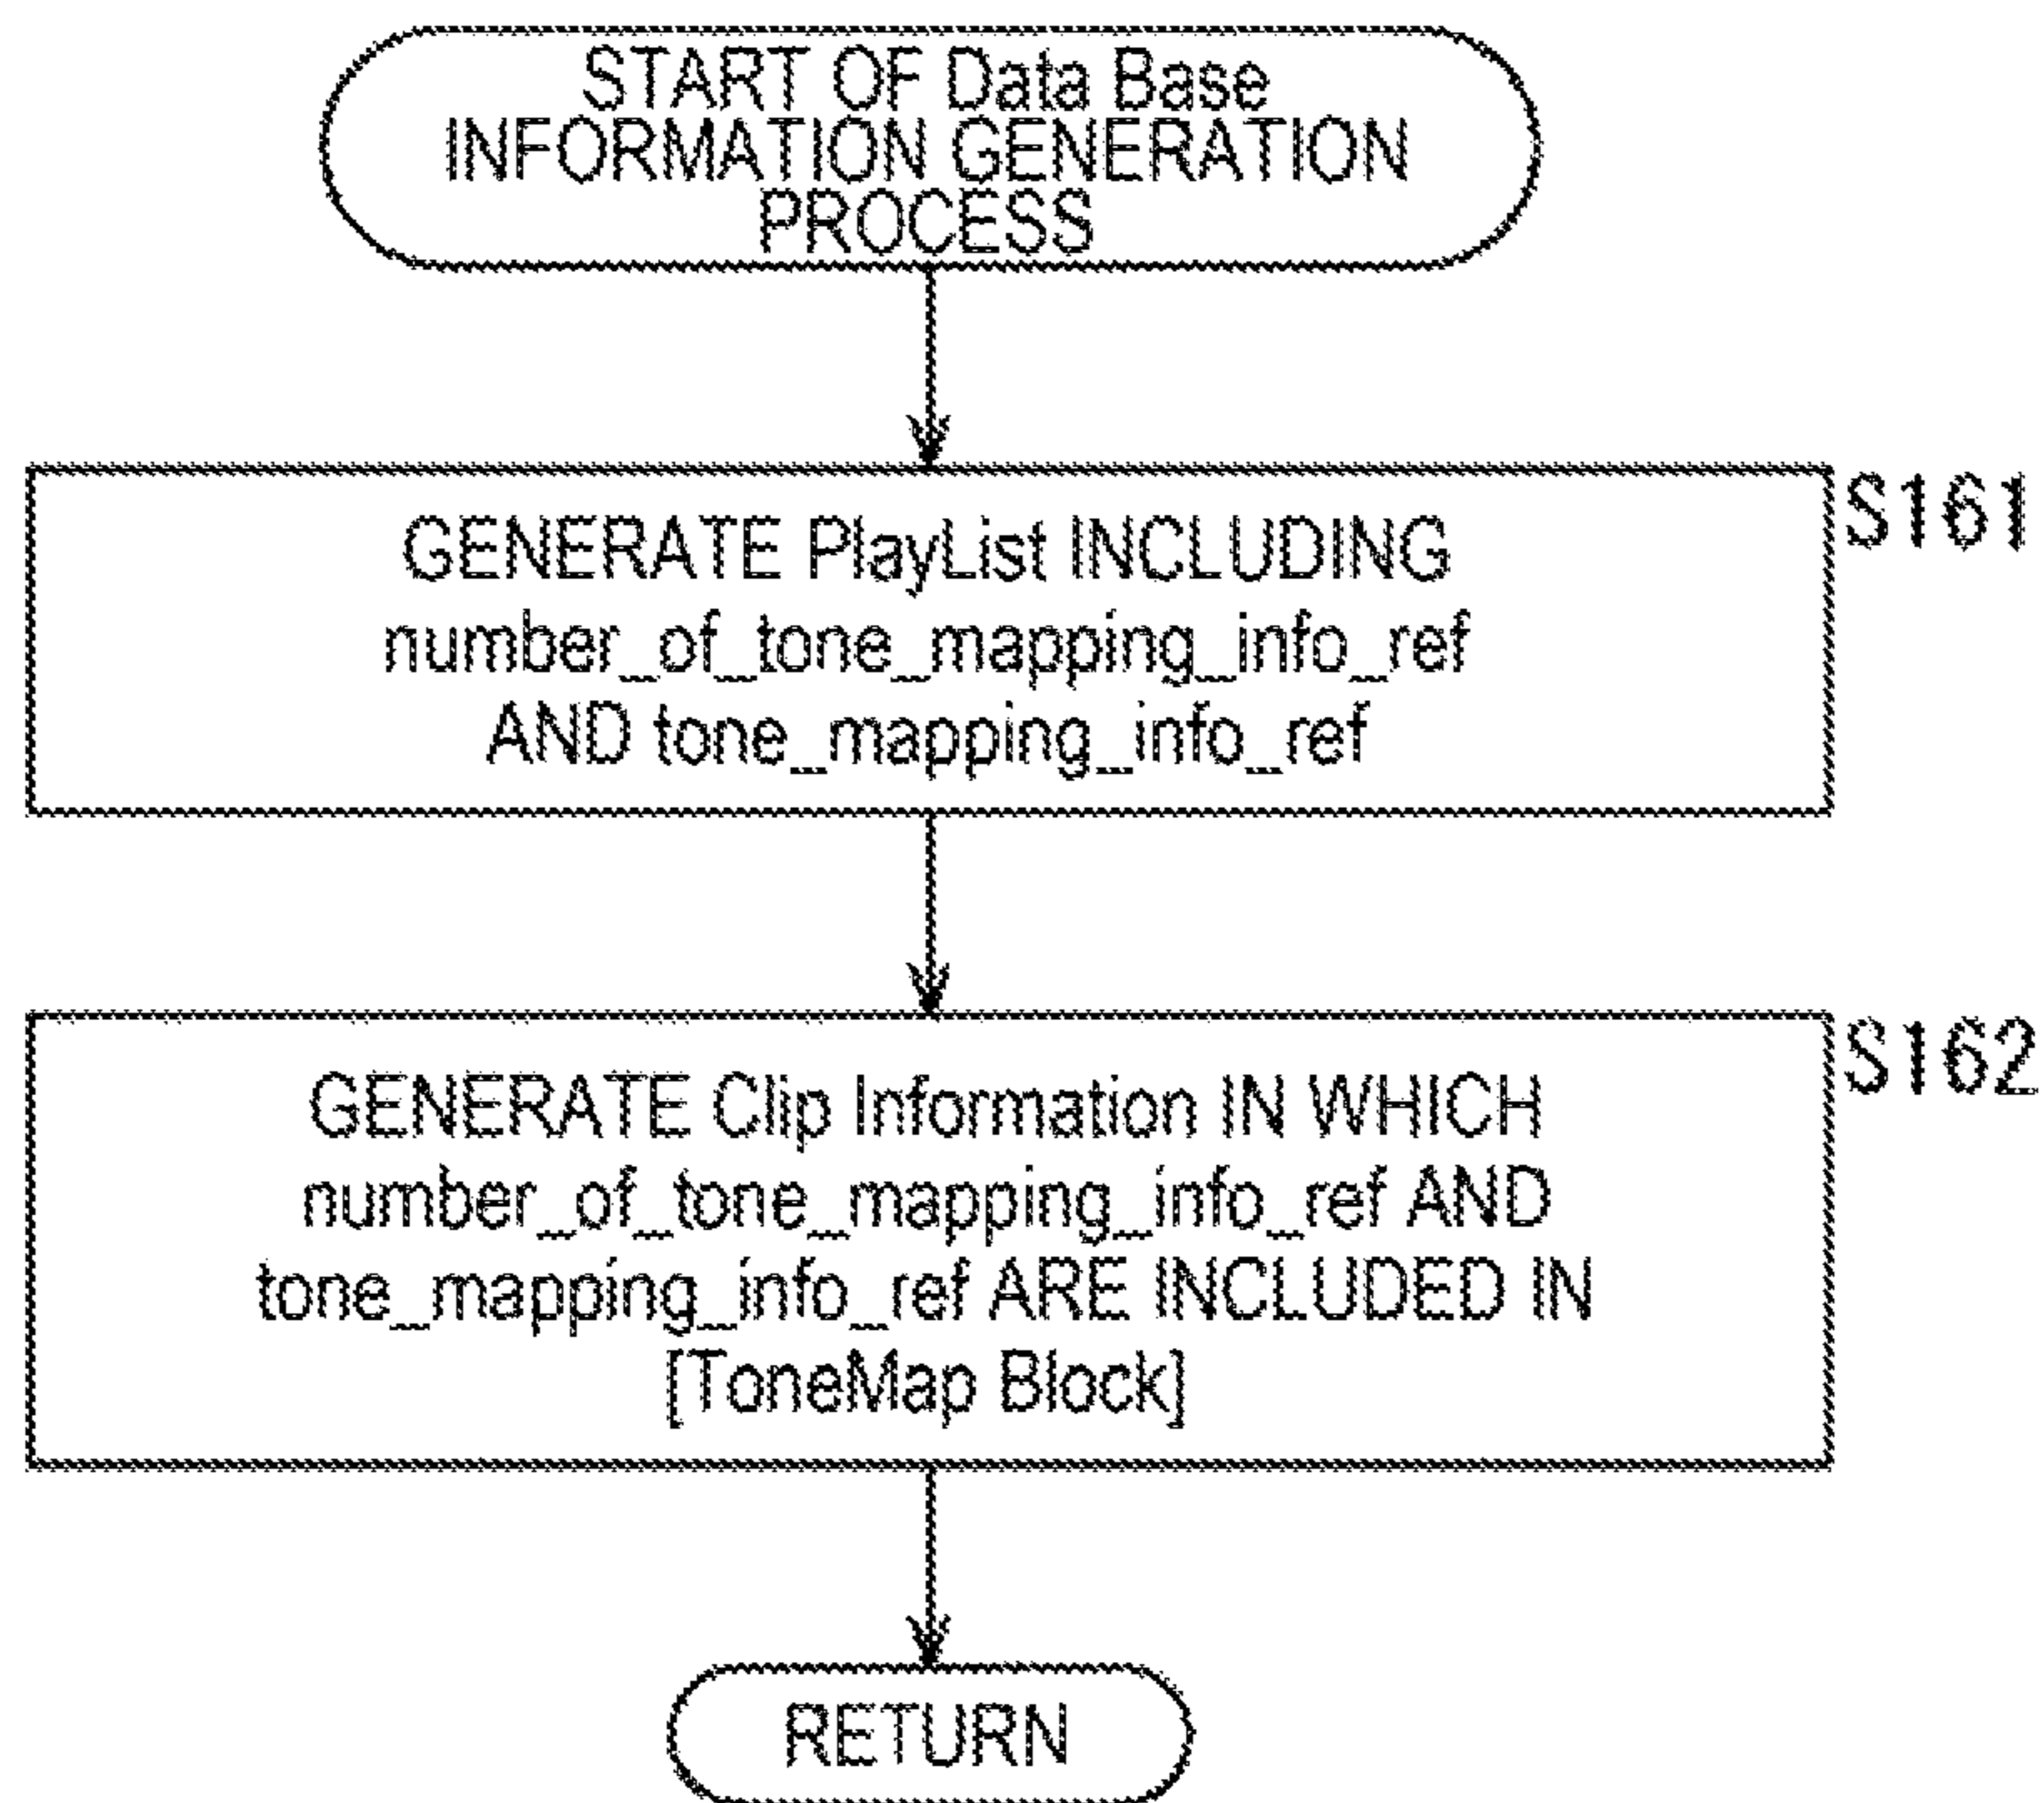 START OF Data Base
INFORMATION GENERATION
PROCESS
S161
GENERATE PlayList INCLUDING
number_of_tone_mapping_info_ref
AND tone_mapping_info_ref
S162
GENERATE Clip Information IN WHICH
number_of_tone_mapping_info_ref AND
tone_mapping_info_ref ARE INCLUDED IN
[ToneMap Block]
RETURN